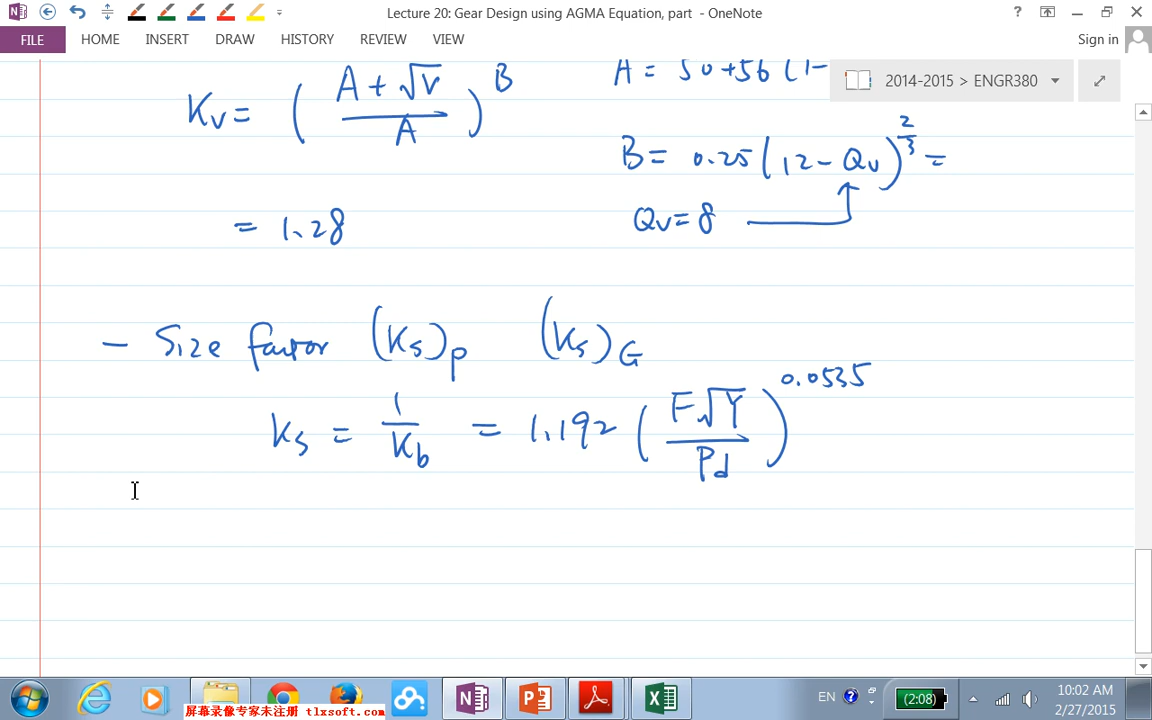 Lecture 20: Gear Design using AGMA Equation, part - OneNote
FILE HOME INSERT DRAW HISTORY REVIEW VIEW Sign in
2014-2015 > ENGR380
A = 50+56 (1-
Kv = ( A + √V / A )^B
B = 0.25 (12 - Qv)^2/3 =
= 1.28
Qv = 8
- Size factor (Ks)P (Ks)G
Ks = 1/Kb = 1.192 ( F√Y / Pd )^0.0535
EN
(2:08)
10:02 AM
2/27/2015
屏幕录像专家未注册 tlxsoft.com